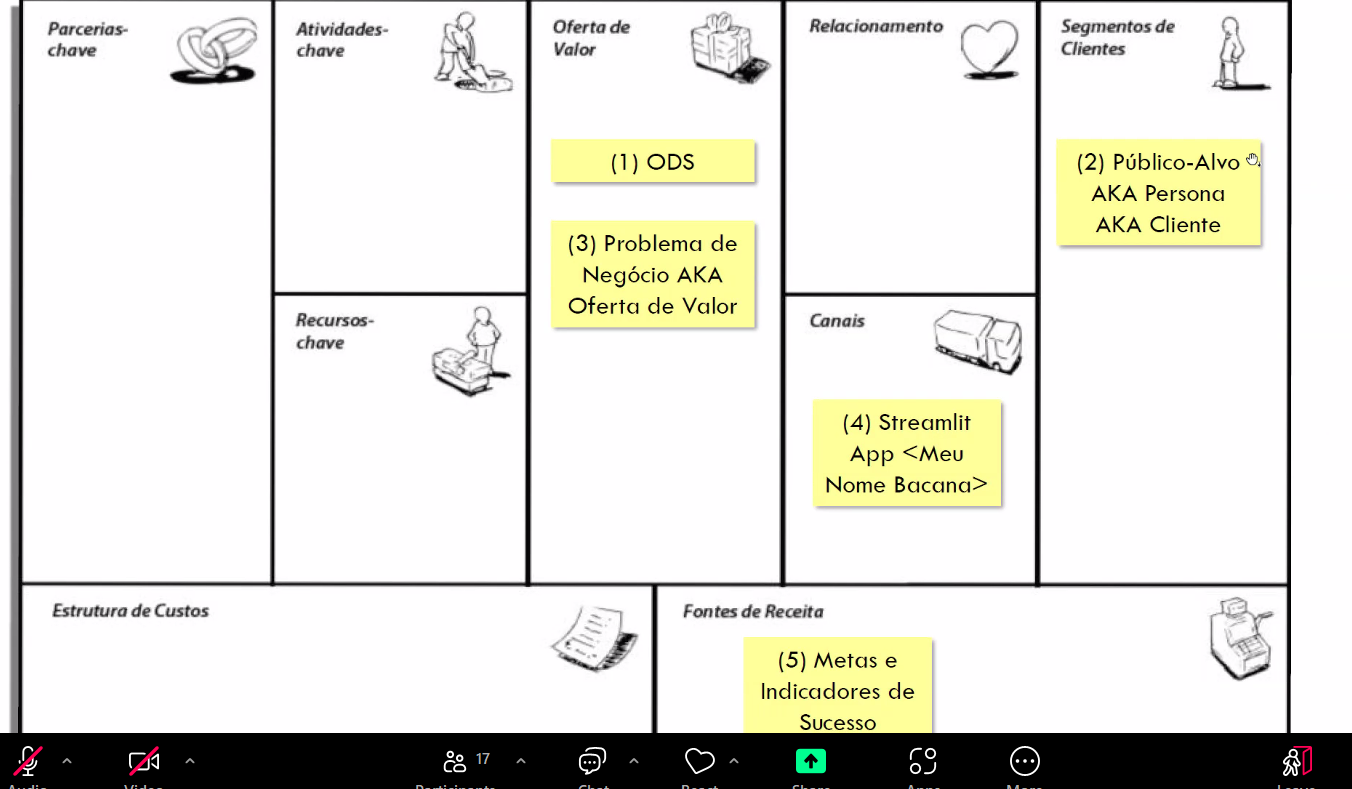 Parcerias-
chave
Atividades-
chave
Oferta de
Valor
(1) ODS
(3) Problema de
Negócio AKA
Oferta de Valor
Relacionamento
Segmentos de
Clientes
(2) Público-Alvo
AKA Persona
AKA Cliente
Recursos-
chave
Canais
(4) Streamlit
App <Meu
Nome Bacana>
Estrutura de Custos
Fontes de Receita
(5) Metas e
Indicadores de
Sucesso
17
Audio
Video
Participants
Chat
React
Share
Apps
More
Leave